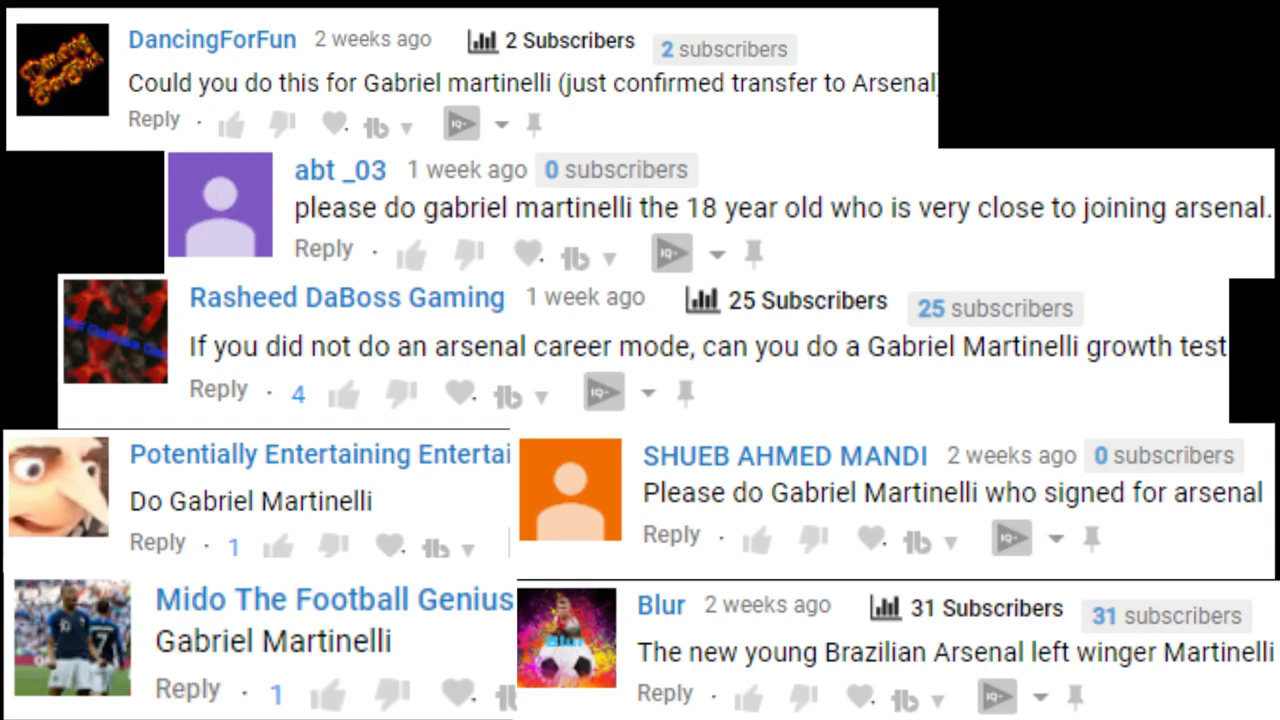 DancingForFun 2 weeks ago 2 Subscribers 2 subscribers
Could you do this for Gabriel martinelli (just confirmed transfer to Arsenal)
Reply
abt _03 1 week ago 0 subscribers
please do gabriel martinelli the 18 year old who is very close to joining arsenal.
Reply
Rasheed DaBoss Gaming 1 week ago 25 Subscribers 25 subscribers
If you did not do an arsenal career mode, can you do a Gabriel Martinelli growth test
Reply · 4
Potentially Entertaining Entertai
Do Gabriel Martinelli
Reply · 1
SHUEB AHMED MANDI 2 weeks ago 0 subscribers
Please do Gabriel Martinelli who signed for arsenal
Reply
Mido The Football Genius
Gabriel Martinelli
Reply · 1
Blur 2 weeks ago 31 Subscribers 31 subscribers
The new young Brazilian Arsenal left winger Martinelli
Reply